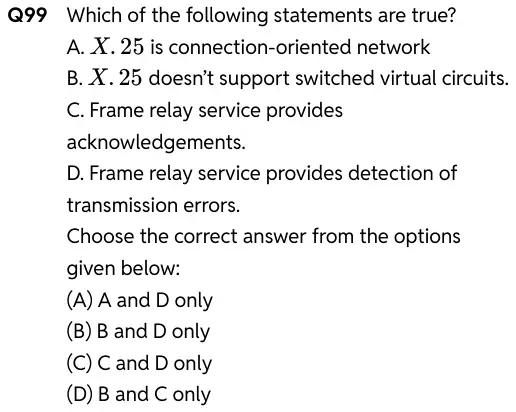 Q99 Which of the following statements are true?
A. X. 25 is connection-oriented network
B. X. 25 doesn't support switched virtual circuits.
C. Frame relay service provides
acknowledgements.
D. Frame relay service provides detection of
transmission errors.
Choose the correct answer from the options
given below:
(A) A and D only
(B) B and D only
(C) C and D only
(D) B and C only